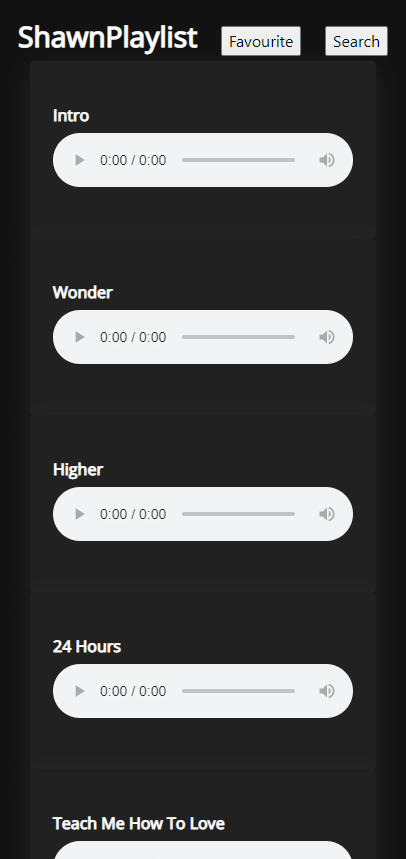 ShawnPlaylist Favourite Search
Intro
0:00 / 0:00
Wonder
0:00 / 0:00
Higher
0:00 / 0:00
24 Hours
0:00 / 0:00
Teach Me How To Love